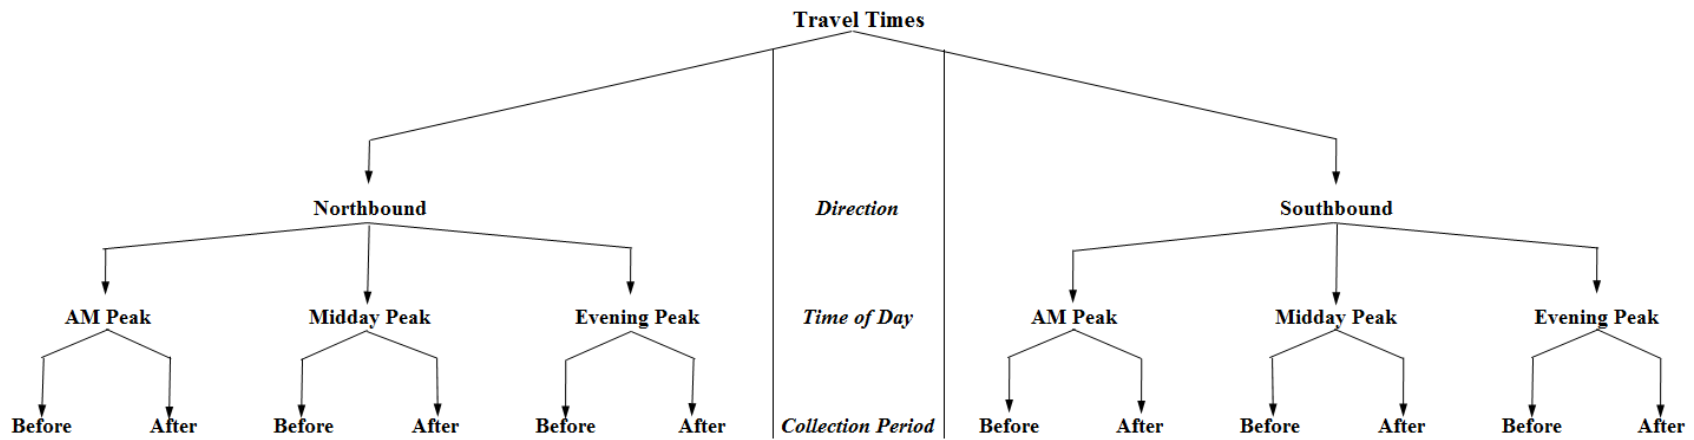 Travel Times
Northbound Direction Southbound
AM Peak Midday Peak Evening Peak Time of Day AM Peak Midday Peak Evening Peak
Before After Before After Before After Collection Period Before After Before After Before After